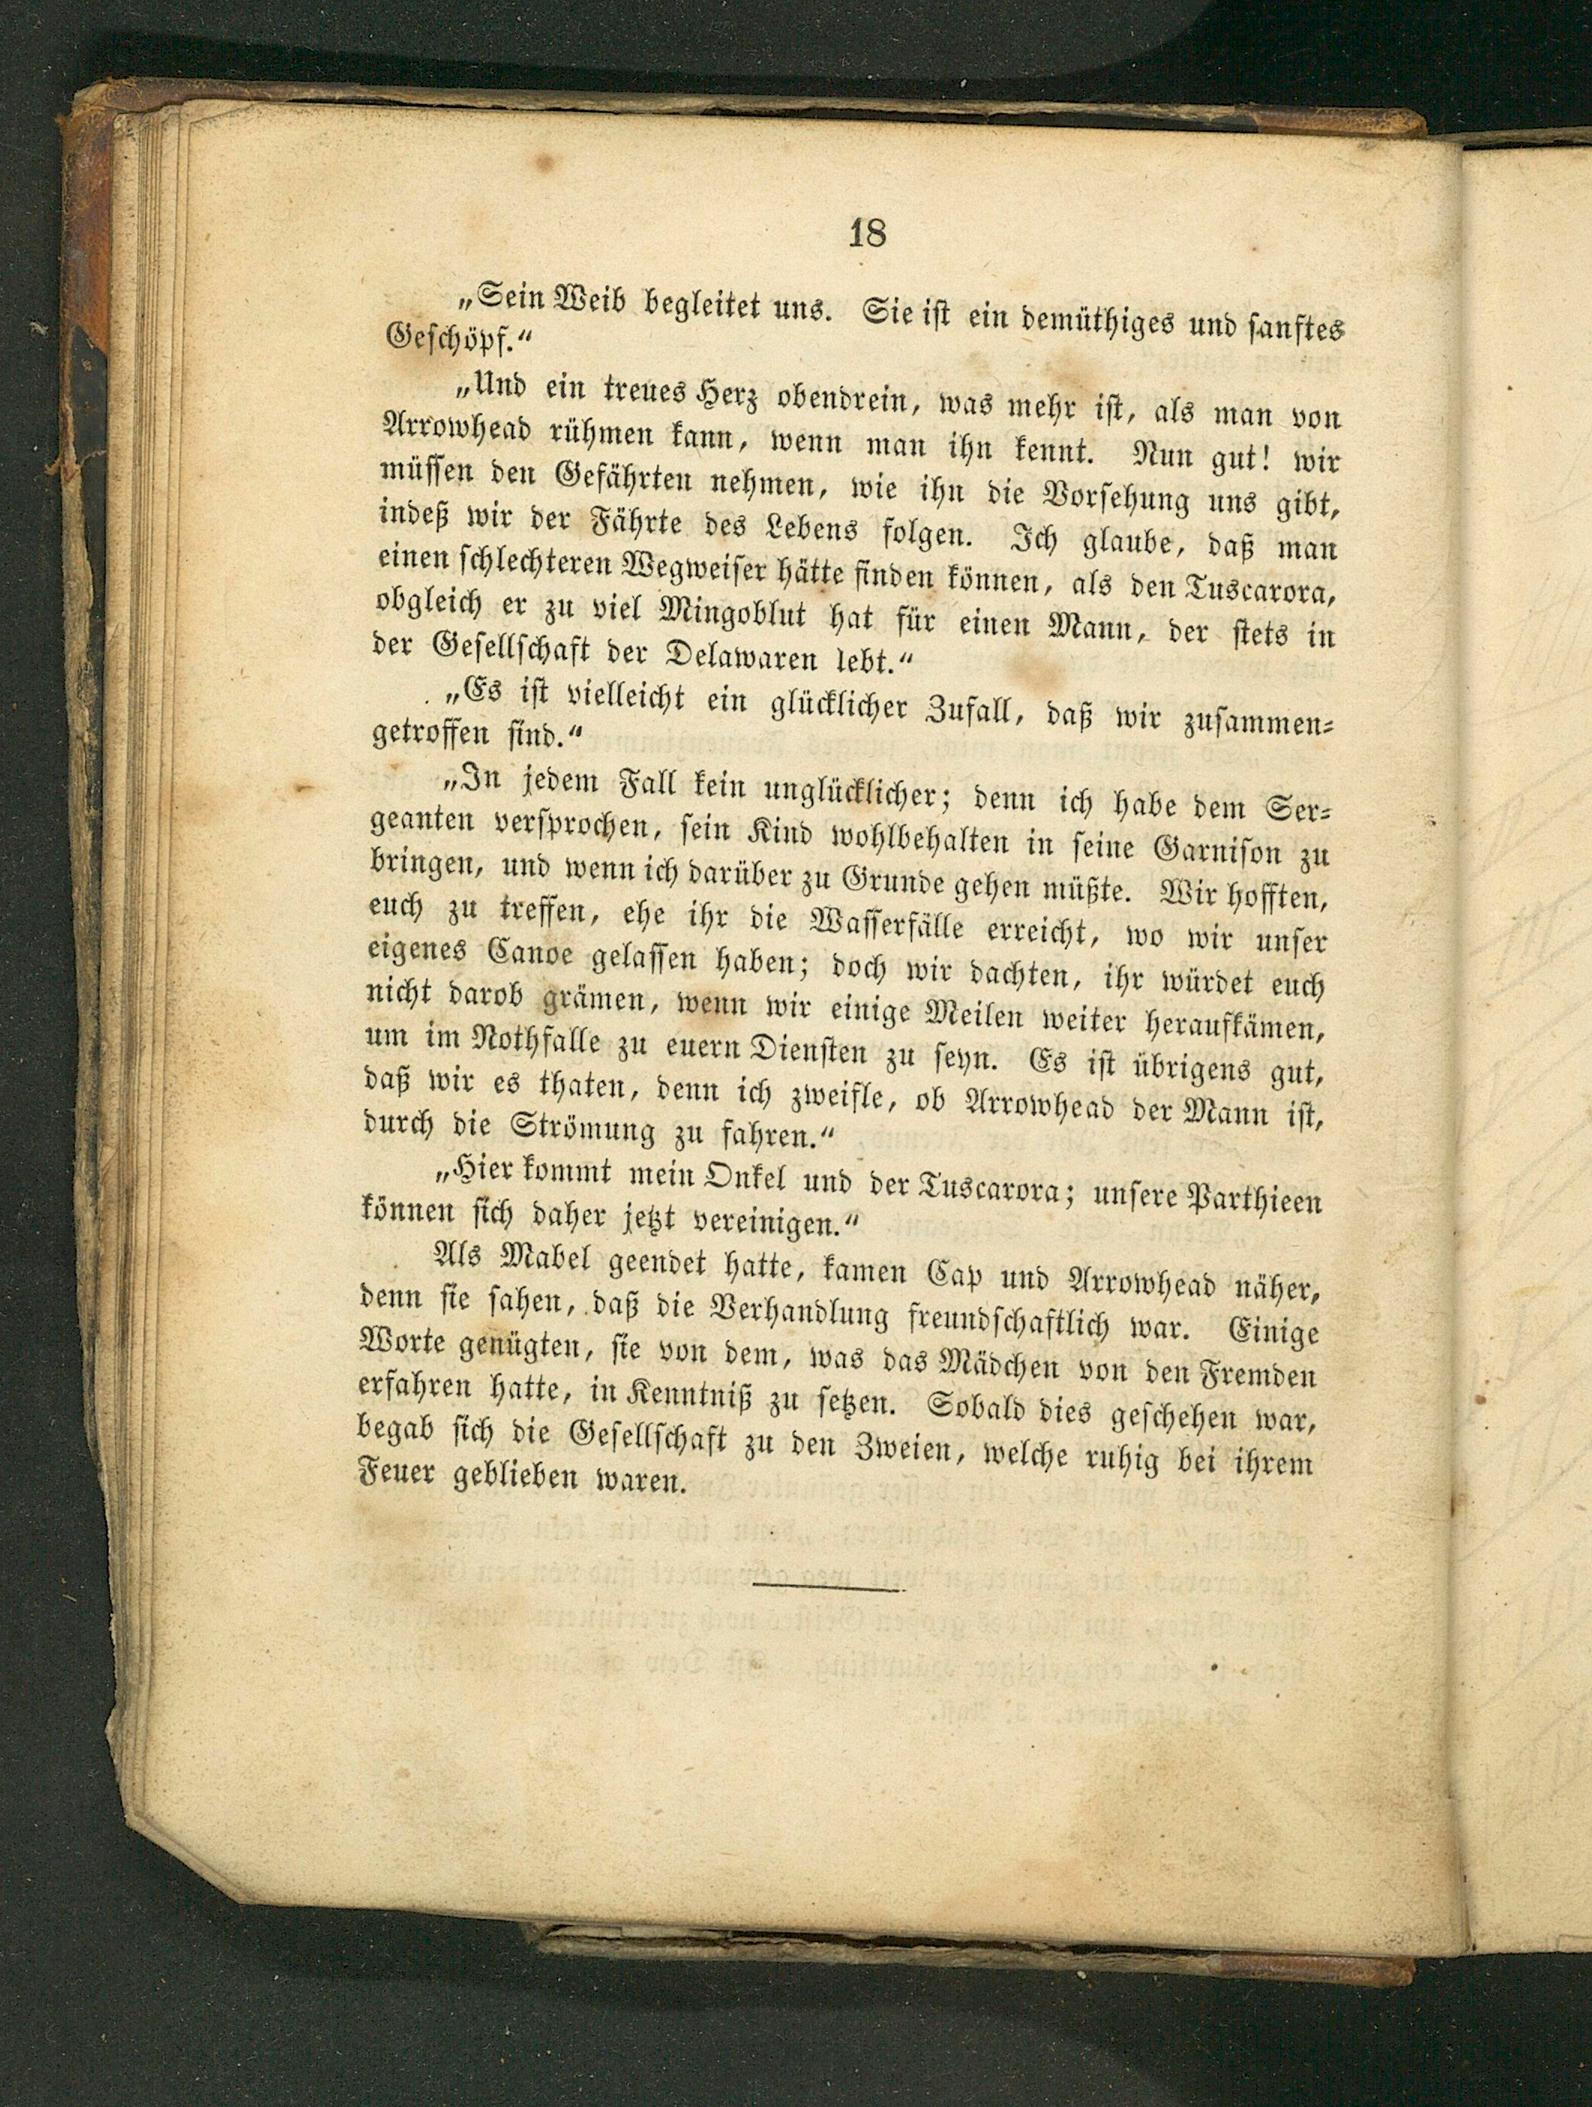 18
„Sein Weib begleitet uns. Sie ist ein demüthiges und sanftes
Geschöpf.“
„Und ein treues Herz obendrein, was mehr ist, als man von
Arrowhead rühmen kann, wenn man ihn kennt. Nun gut! wir
müssen den Gefährten nehmen, wie ihn die Vorsehung uns gibt,
indeß wir der Fährte des Lebens folgen. Ich glaube, daß man
einen schlechteren Wegweiser hätte finden können, als den Tuscarora,
obgleich er zu viel Mingoblut hat für einen Mann, der stets in
der Gesellschaft der Delawaren lebt.“
„Es ist vielleicht ein glücklicher Zufall, daß wir zusammen-
getroffen sind.“
„In jedem Fall kein unglücklicher; denn ich habe dem Ser-
geanten versprochen, sein Kind wohlbehalten in seine Garnison zu
bringen, und wenn ich darüber zu Grunde gehen müßte. Wir hofften,
euch zu treffen, ehe ihr die Wasserfälle erreicht, wo wir unser
eigenes Canoe gelassen haben; doch wir dachten, ihr würdet euch
nicht darob grämen, wenn wir einige Meilen weiter heraufkämen,
um im Nothfalle zu euern Diensten zu seyn. Es ist übrigens gut,
daß wir es thaten, denn ich zweifle, ob Arrowhead der Mann ist,
durch die Strömung zu fahren.“
„Hier kommt mein Onkel und der Tuscarora; unsere Parthieen
können sich daher jetzt vereinigen.“
Als Mabel geendet hatte, kamen Cap und Arrowhead näher,
denn sie sahen, daß die Verhandlung freundschaftlich war. Einige
Worte genügten, sie von dem, was das Mädchen von den Fremden
erfahren hatte, in Kenntniß zu setzen. Sobald dies geschehen war,
begab sich die Gesellschaft zu den Zweien, welche ruhig bei ihrem
Feuer geblieben waren.